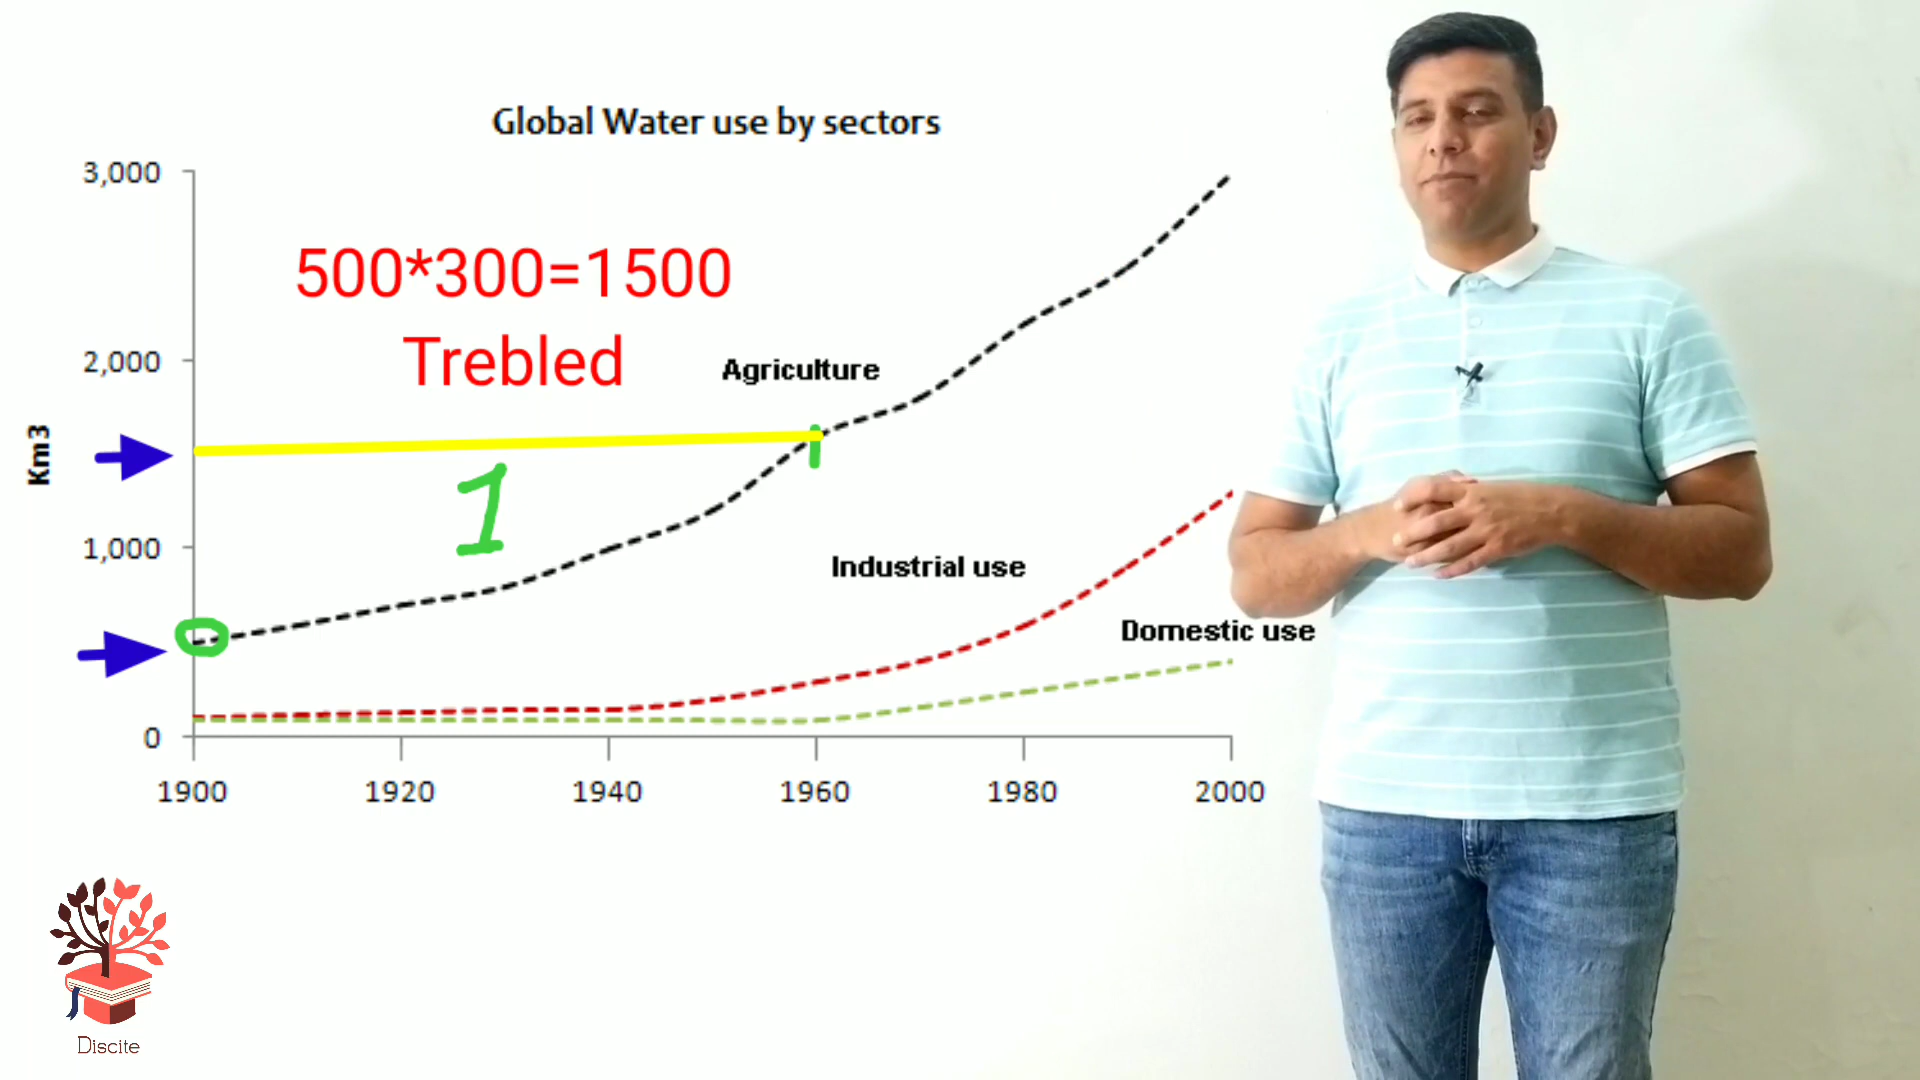 Global Water use by sectors
3,000
500*300=1500
Trebled
2,000
Agriculture
Km3
1
1,000
Industrial use
Domestic use
0
1900 1920 1940 1960 1980 2000
Discite